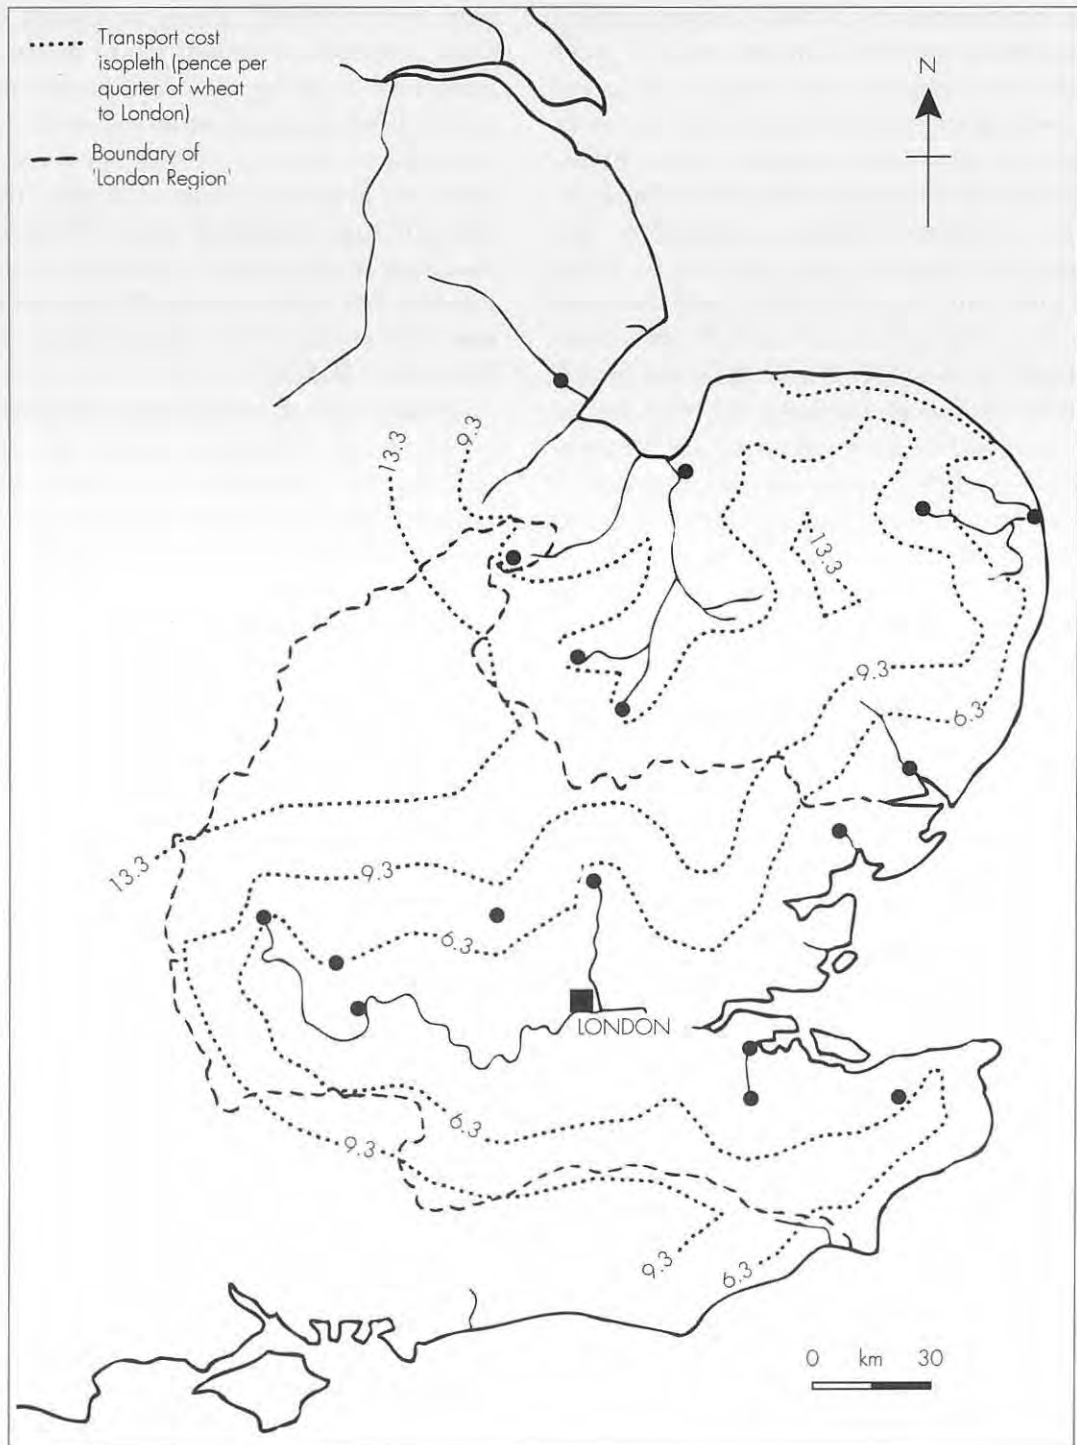 Transport cost
isopleth (pence per
quarter of wheat
to London)
Boundary of
'London Region'
N
13.3
9.3
13.3
9.3
6.3
13.3
9.3
6.3
LONDON
6.3
9.3
9.3
6.3
0 km 30